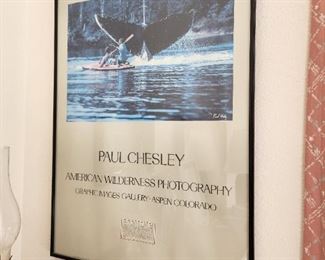 PAUL CHESLEY
AMERICAN WILDERNESS PHOTOGRAPHY
GRAPHIC IMAGES GALLERY • ASPEN COLORADO